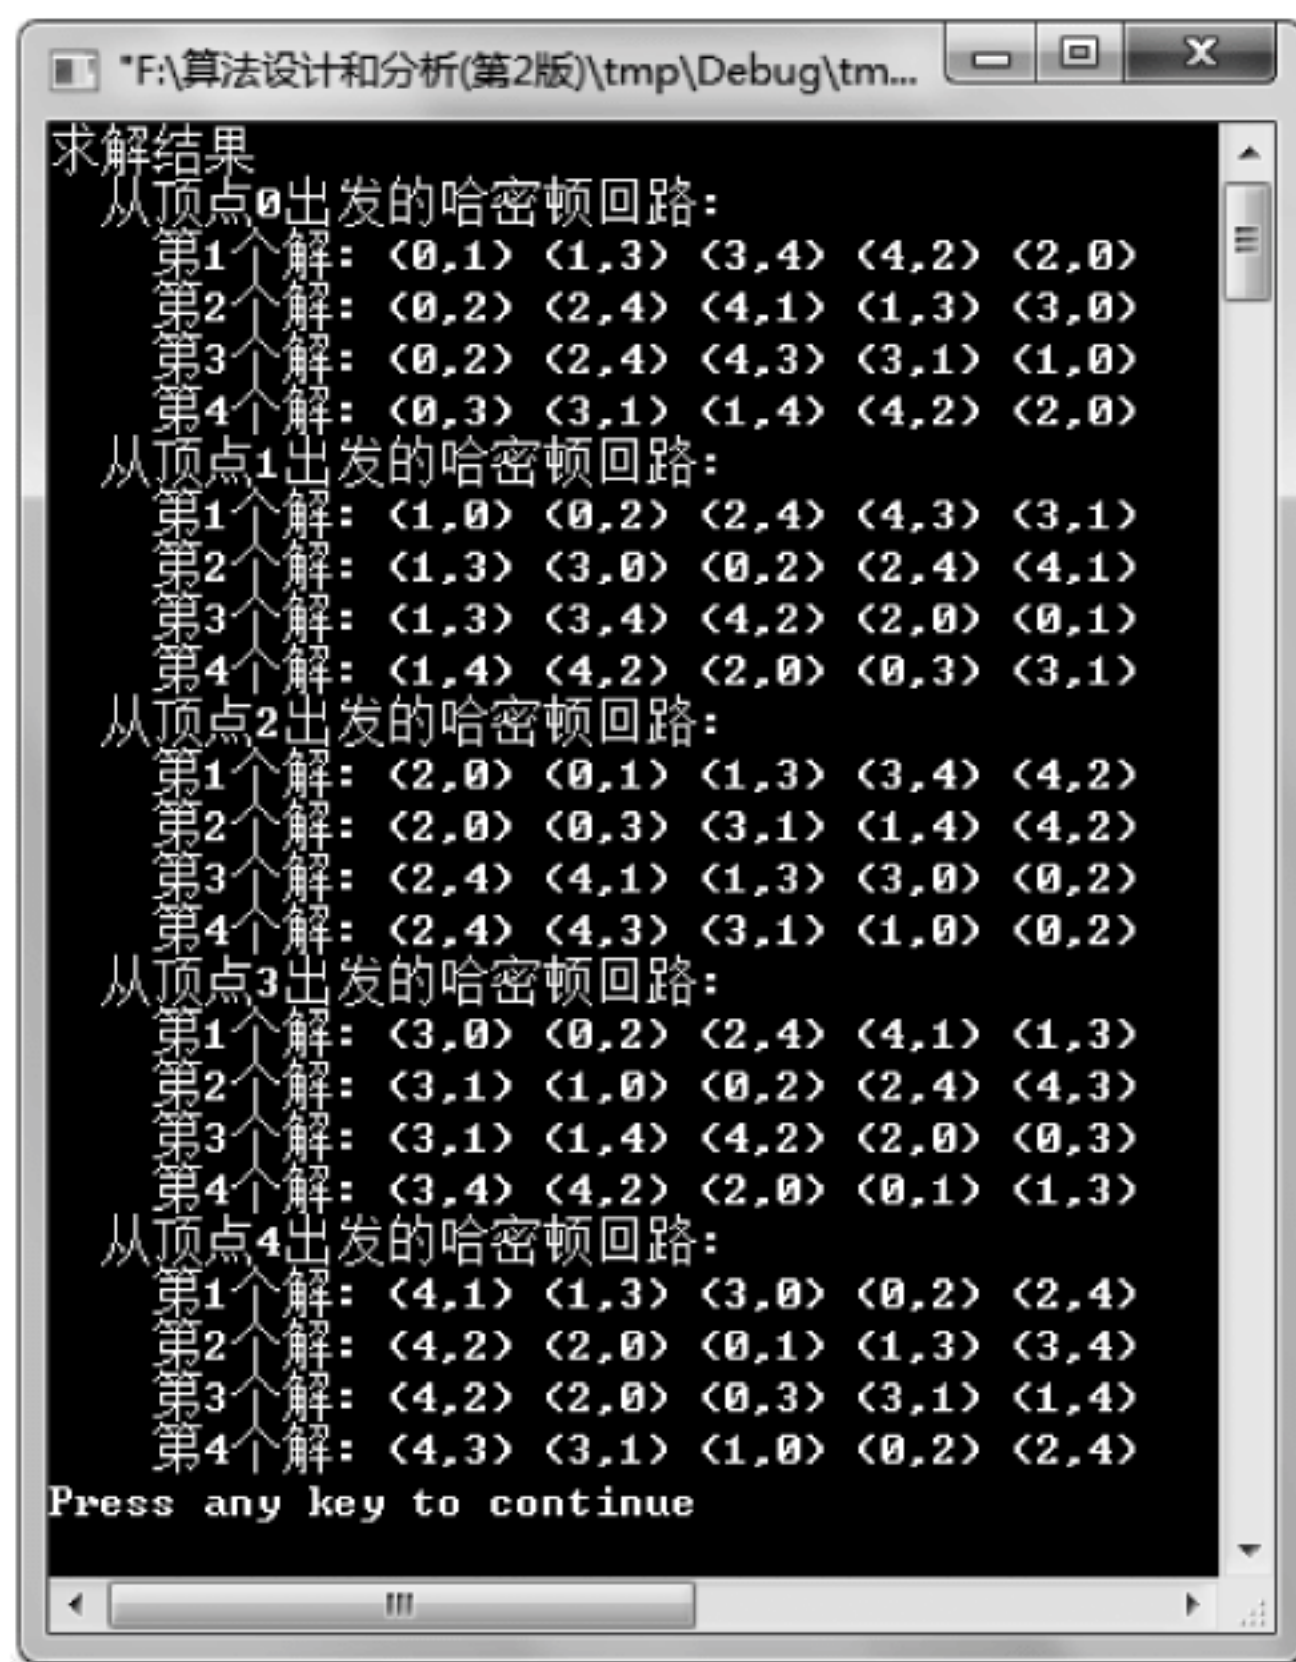 "F:\算法设计和分析(第2版)\tmp\Debug\tm...
求解结果
从顶点0出发的哈密顿回路:
第1个解: (0,1) (1,3) (3,4) (4,2) (2,0)
第2个解: (0,2) (2,4) (4,1) (1,3) (3,0)
第3个解: (0,2) (2,4) (4,3) (3,1) (1,0)
第4个解: (0,3) (3,1) (1,4) (4,2) (2,0)
从顶点1出发的哈密顿回路:
第1个解: (1,0) (0,2) (2,4) (4,3) (3,1)
第2个解: (1,3) (3,0) (0,2) (2,4) (4,1)
第3个解: (1,3) (3,4) (4,2) (2,0) (0,1)
第4个解: (1,4) (4,2) (2,0) (0,3) (3,1)
从顶点2出发的哈密顿回路:
第1个解: (2,0) (0,1) (1,3) (3,4) (4,2)
第2个解: (2,0) (0,3) (3,1) (1,4) (4,2)
第3个解: (2,4) (4,1) (1,3) (3,0) (0,2)
第4个解: (2,4) (4,3) (3,1) (1,0) (0,2)
从顶点3出发的哈密顿回路:
第1个解: (3,0) (0,2) (2,4) (4,1) (1,3)
第2个解: (3,1) (1,0) (0,2) (2,4) (4,3)
第3个解: (3,1) (1,4) (4,2) (2,0) (0,3)
第4个解: (3,4) (4,2) (2,0) (0,1) (1,3)
从顶点4出发的哈密顿回路:
第1个解: (4,1) (1,3) (3,0) (0,2) (2,4)
第2个解: (4,2) (2,0) (0,1) (1,3) (3,4)
第3个解: (4,2) (2,0) (0,3) (3,1) (1,4)
第4个解: (4,3) (3,1) (1,0) (0,2) (2,4)
Press any key to continue